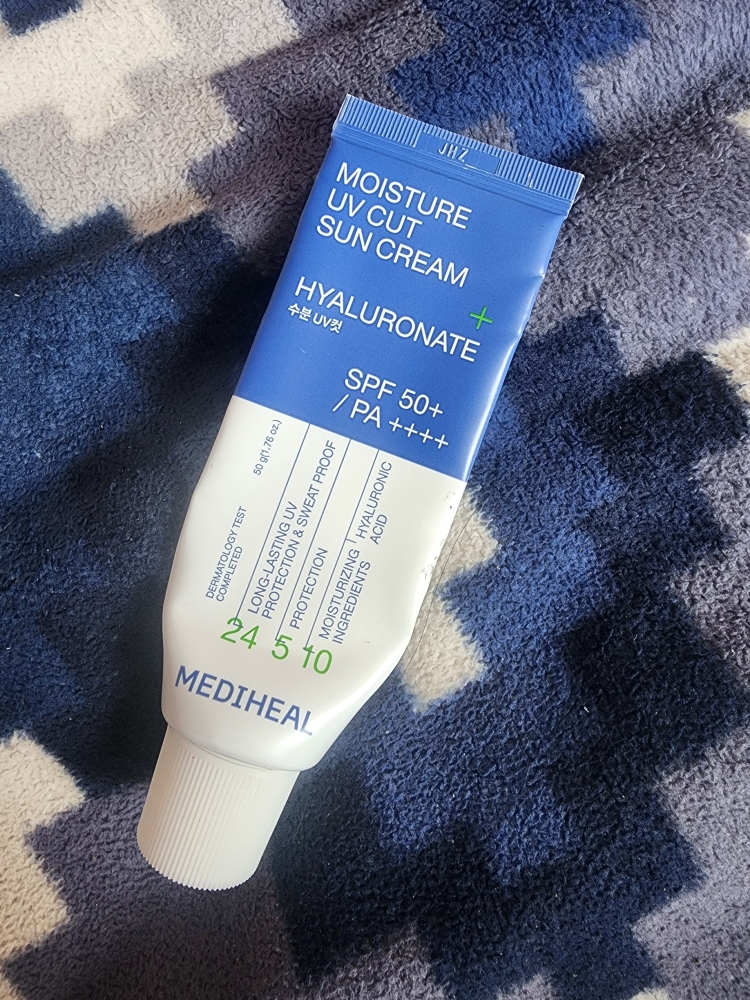 JHZ
MOISTURE
UV CUT
SUN CREAM
HYALURONATE +
수분 UV컷
SPF 50+
/ PA ++++
50 g(1.76 oz.)
DERMATOLOGY TEST
COMPLETED
24
LONG-LASTING UV
PROTECTION & SWEAT PROOF
5
PROTECTION
10
MOISTURIZING
INGREDIENTS
HYALURONIC
ACID
MEDIHEAL